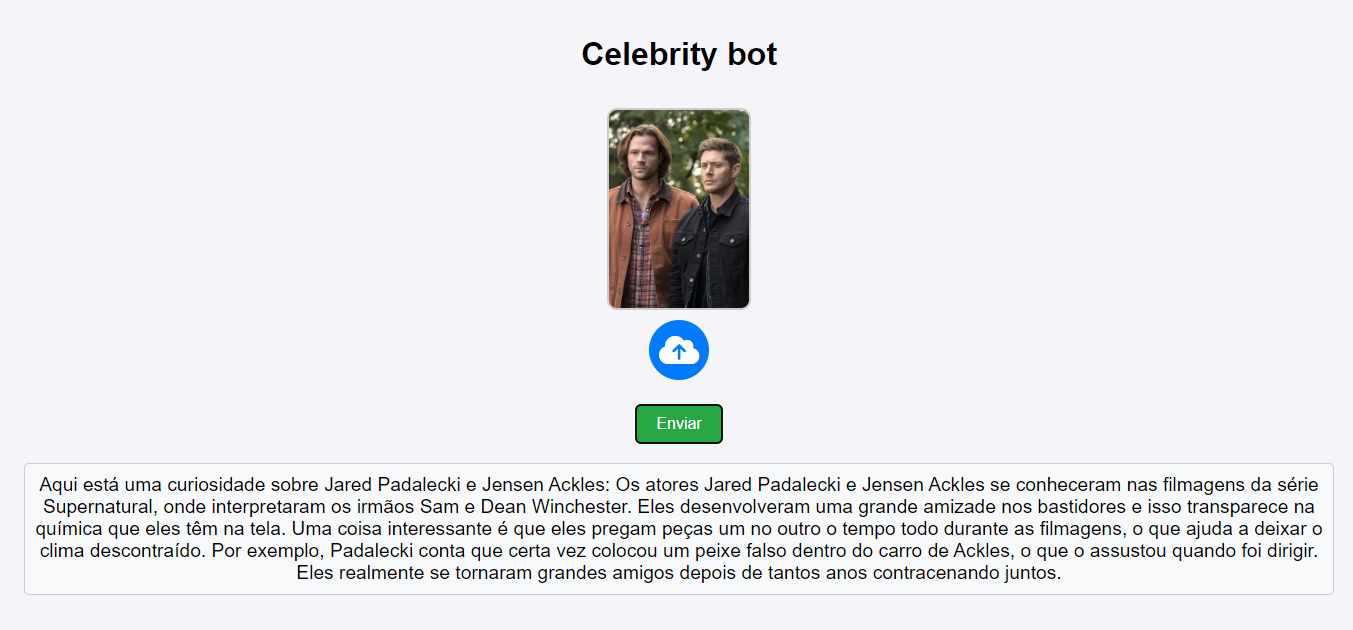 Celebrity bot
Enviar
Aqui está uma curiosidade sobre Jared Padalecki e Jensen Ackles: Os atores Jared Padalecki e Jensen Ackles se conheceram nas filmagens da série
Supernatural, onde interpretaram os irmãos Sam e Dean Winchester. Eles desenvolveram uma grande amizade nos bastidores e isso transparece na
química que eles têm na tela. Uma coisa interessante é que eles pregam peças um no outro o tempo todo durante as filmagens, o que ajuda a deixar o
clima descontraído. Por exemplo, Padalecki conta que certa vez colocou um peixe falso dentro do carro de Ackles, o que o assustou quando foi dirigir.
Eles realmente se tornaram grandes amigos depois de tantos anos contracenando juntos.